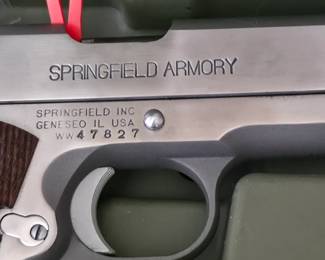 SPRINGFIELD ARMORY
SPRINGFIELD INC
GENESEO IL USA
WW47827